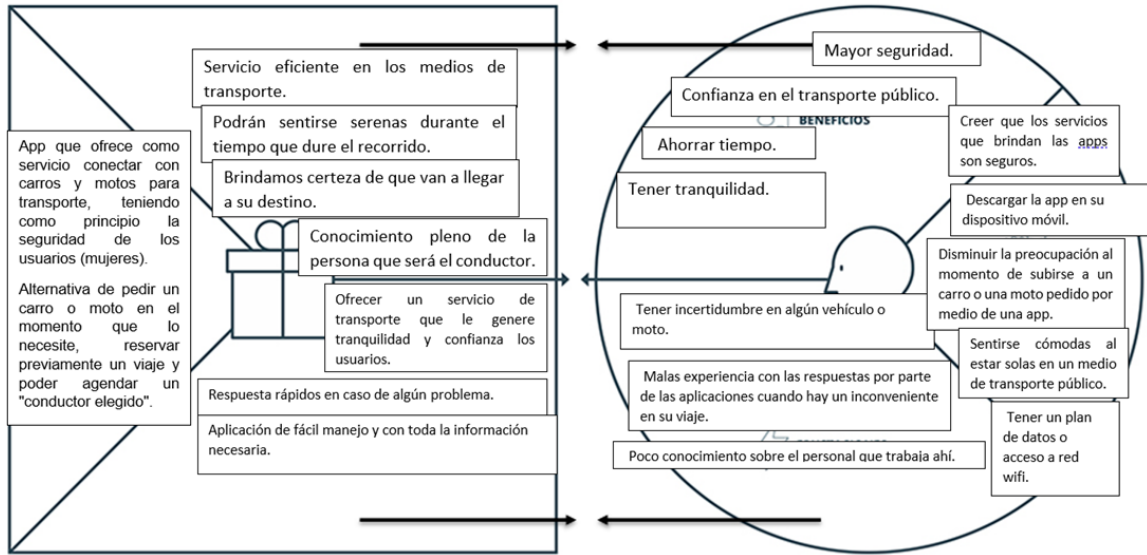 App que ofrece como
servicio conectar con
carros y motos para
transporte, teniendo
como principio la
seguridad de los
usuarios (mujeres).
Alternativa de pedir un
carro o moto en el
momento que lo
necesite, reservar
previamente un viaje y
poder agendar un
"conductor elegido".
Servicio eficiente en los medios de
transporte.
Podrán sentirse serenas durante el
tiempo que dure el recorrido.
Brindamos certeza de que van a llegar
a su destino.
Conocimiento pleno de la
persona que será el conductor.
Ofrecer un servicio de
transporte que le genere
tranquilidad y confianza los
usuarios.
Respuesta rápidos en caso de algún problema.
Aplicación de fácil manejo y con toda la información
necesaria.
Mayor seguridad.
Confianza en el transporte público.
BENEFICIOS
Ahorrar tiempo.
Tener tranquilidad.
Creer que los servicios
que brindan las apps
son seguros.
Descargar la app en su
dispositivo móvil.
Disminuir la preocupación al
momento de subirse a un
carro o una moto pedido por
medio de una app.
Sentirse cómodas al
estar solas en un medio
de transporte público.
Tener un plan
de datos o
acceso a red
wifi.
Tener incertidumbre en algún vehículo o
moto.
Malas experiencia con las respuestas por parte
de las aplicaciones cuando hay un inconveniente
en su viaje.
Poco conocimiento sobre el personal que trabaja ahí.